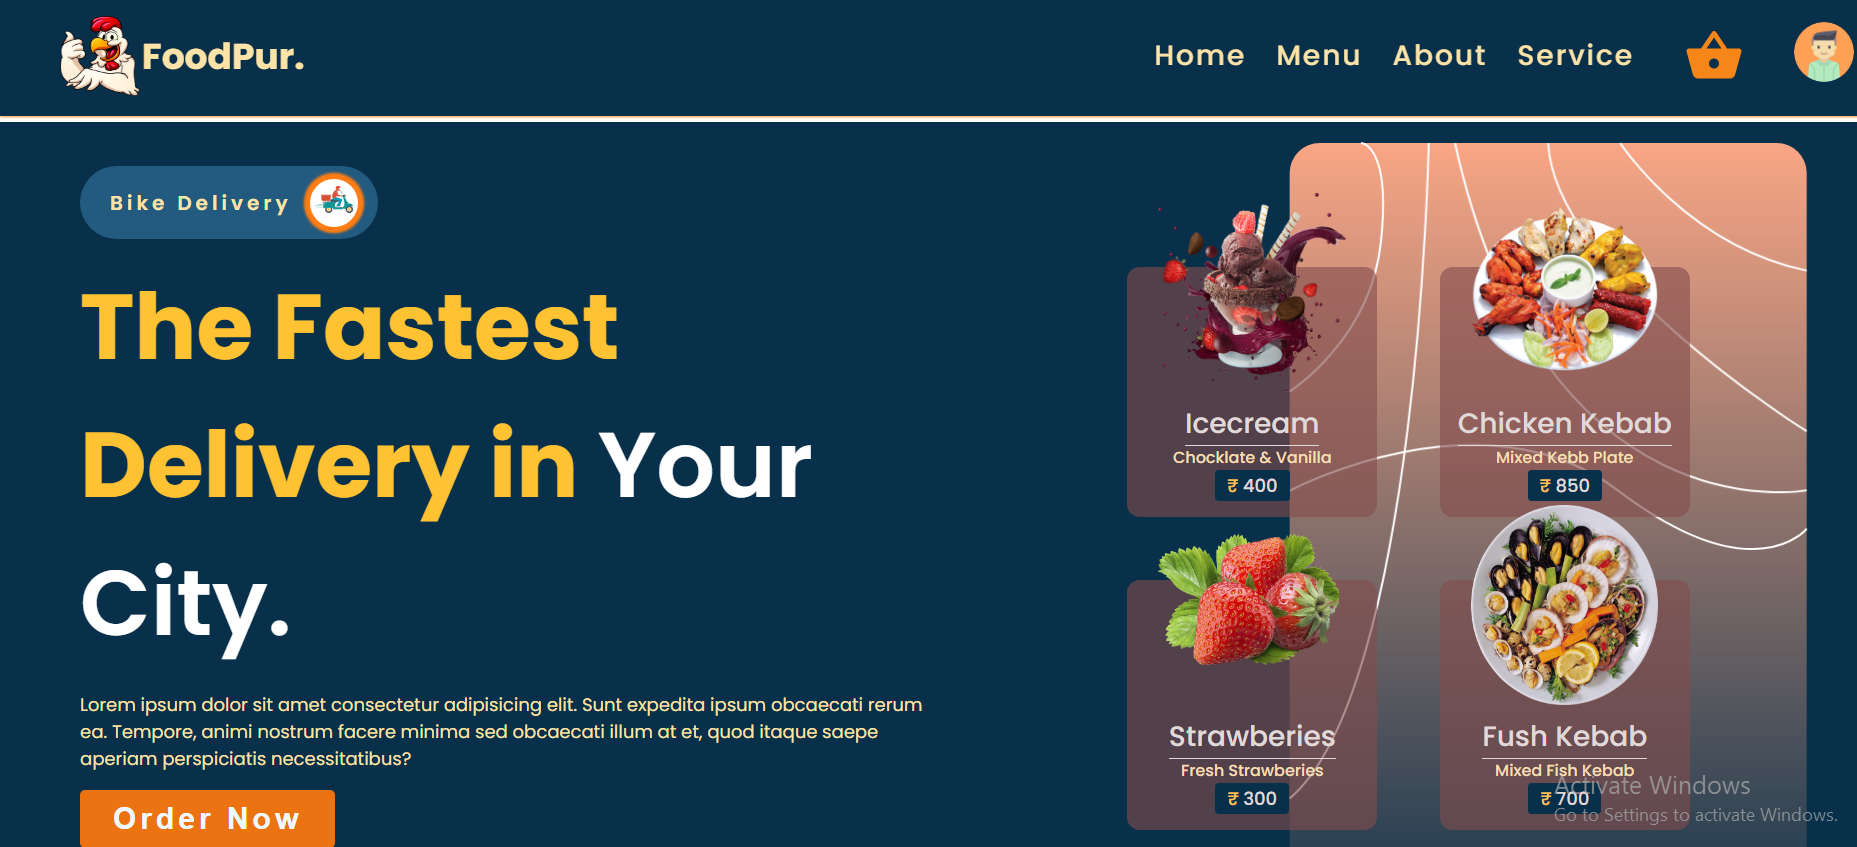 FoodPur.
Home Menu About Service
Bike Delivery
The Fastest
Delivery in Your
City.
Lorem ipsum dolor sit amet consectetur adipisicing elit. Sunt expedita ipsum obcaecati rerum
ea. Tempore, animi nostrum facere minima sed obcaecati illum at et, quod itaque saepe
aperiam perspiciatis necessitatibus?
Order Now
Icecream
Chocklate & Vanilla
₹ 400
Chicken Kebab
Mixed Kebb Plate
₹ 850
Strawberies
Fresh Strawberies
₹ 300
Fush Kebab
Mixed Fish Kebab
₹ 700
Activate Windows
Go to Settings to activate Windows.